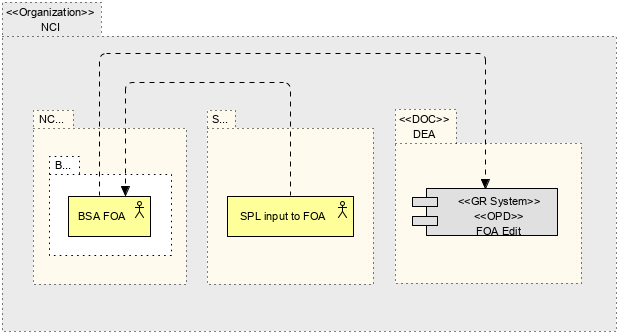 <<Organization>>
NCI
NC...
S...
<<DOC>>
DEA
B...
BSA FOA
SPL input to FOA
<<GR System>>
<<OPD>>
FOA Edit